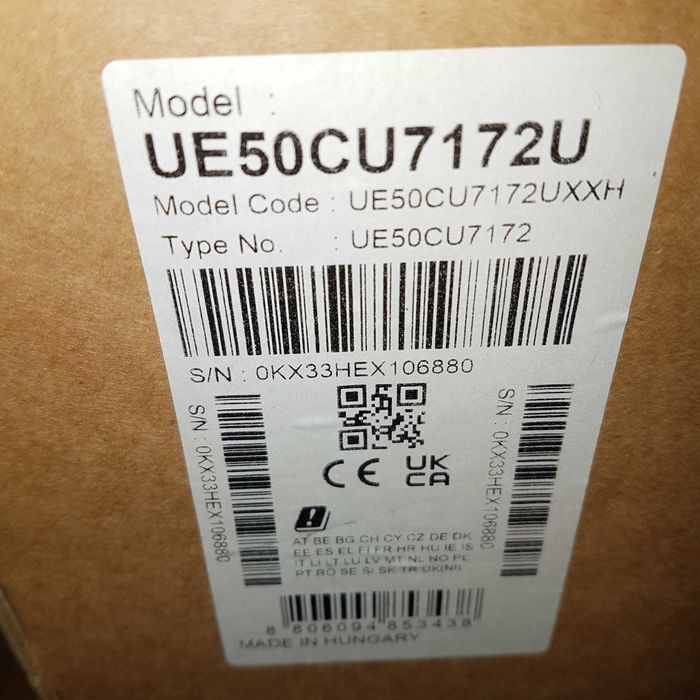 Model :
UE50CU7172U
Model Code : UE50CU7172UXXH
Type No. : UE50CU7172
S/N : 0KX33HEX106880
S/N : 0KX33HEX106880
S/N : 0KX33HEX106880
CE UK
CA
AT BE BG CH CY CZ DE DK
EE ES EL FI FR HR HU IE IS
IT LI LT LU LV MT NL NO PL
PT RO SE SI SK TR UK(NI)
8 806094 853438
MADE IN HUNGARY